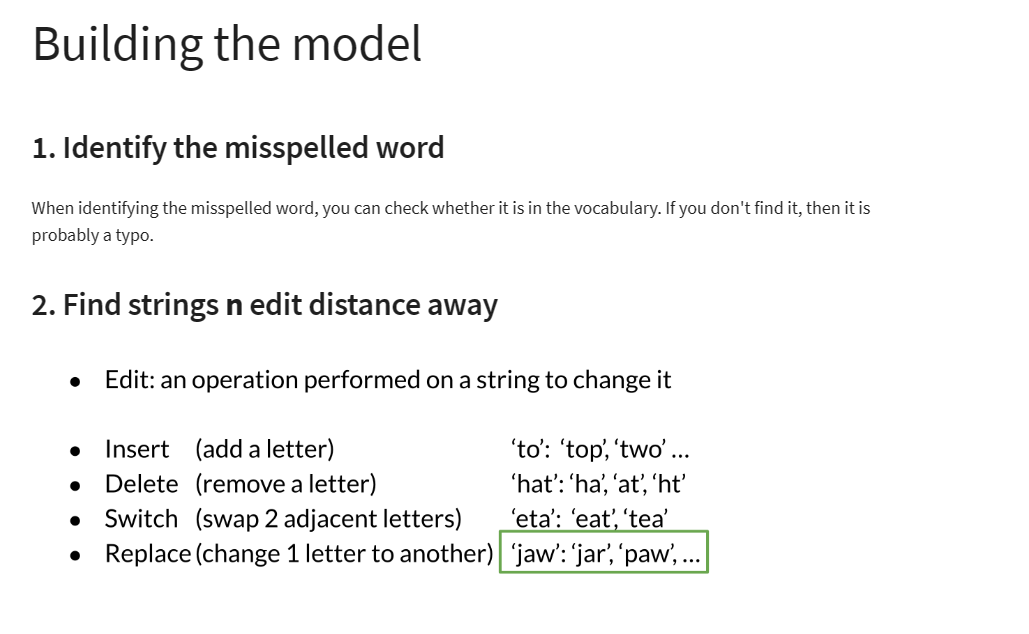 Building the model
1. Identify the misspelled word
When identifying the misspelled word, you can check whether it is in the vocabulary. If you don't find it, then it is
probably a typo.
2. Find strings n edit distance away
● Edit: an operation performed on a string to change it
● Insert (add a letter) ‘to’: ‘top’, ‘two’ ...
● Delete (remove a letter) ‘hat’: ‘ha’, ‘at’, ‘ht’
● Switch (swap 2 adjacent letters) ‘eta’: ‘eat’, ‘tea’
● Replace (change 1 letter to another) ‘jaw’: ‘jar’, ‘paw’, ...